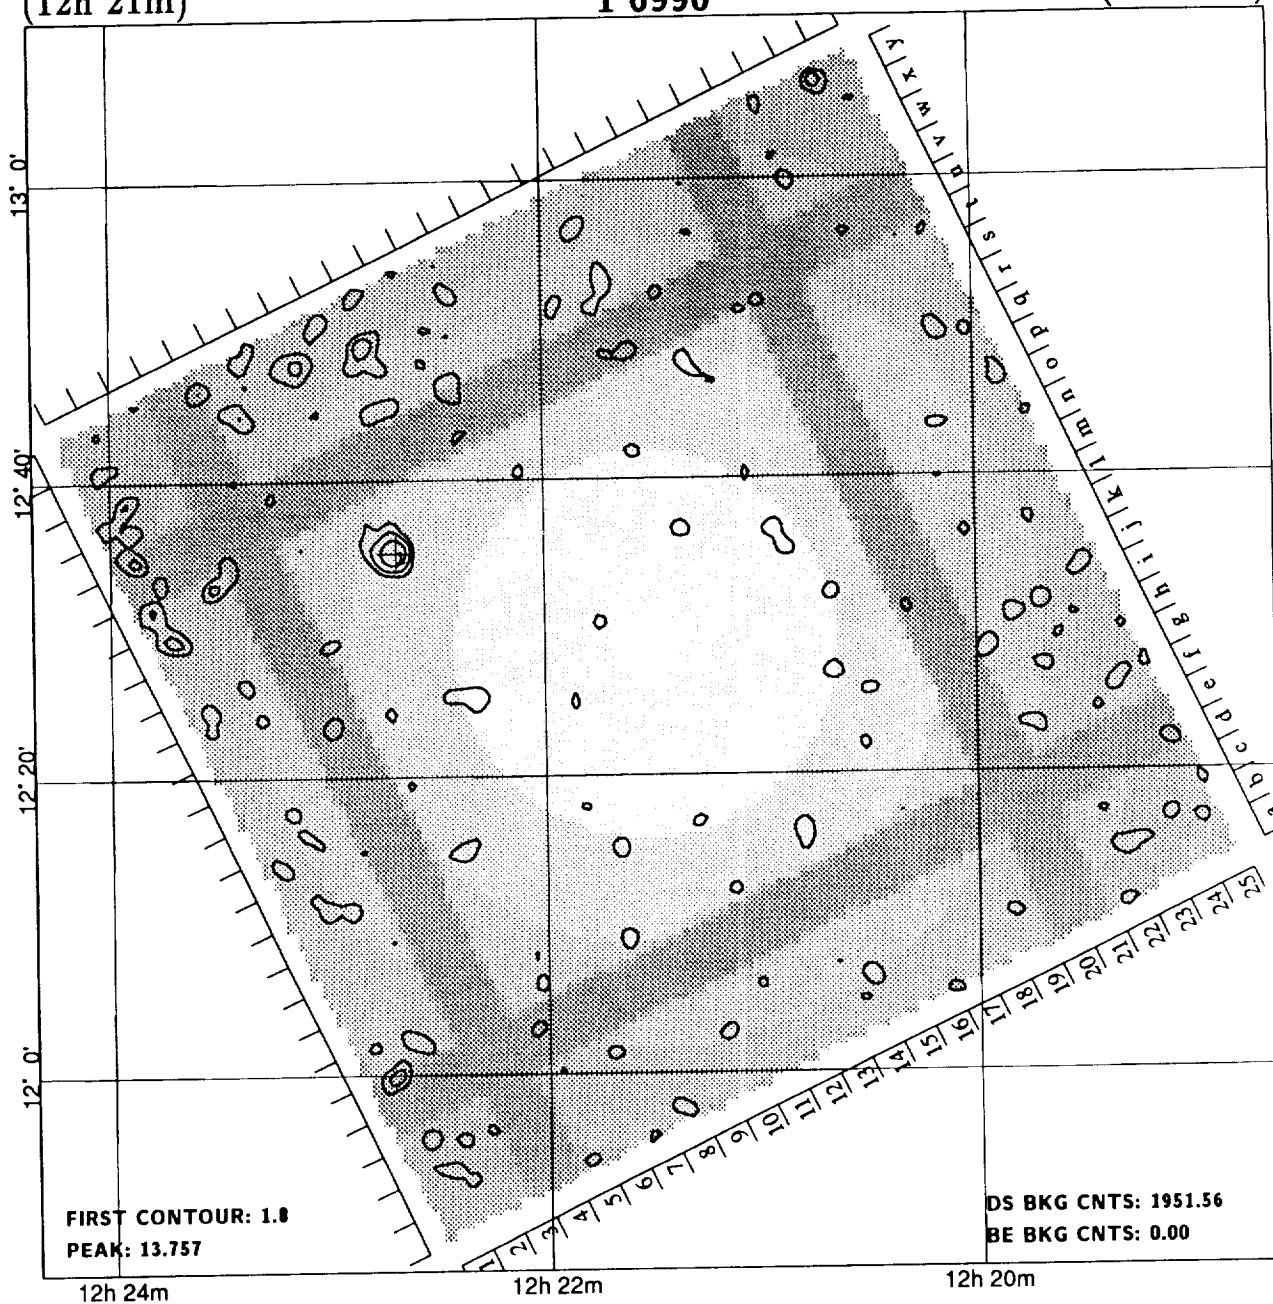 (12h 21m)
13° 0'
12° 40'
12° 20'
12° 0'
y x w v u t s r q p o n m l k j i h g f e d c b
1 2 3 4 5 6 7 8 9 10 11 12 13 14 15 16 17 18 19 20 21 22 23 24 25
FIRST CONTOUR: 1.8
PEAK: 13.757
DS BKG CNTS: 1951.56
BE BKG CNTS: 0.00
12h 24m
12h 22m
12h 20m